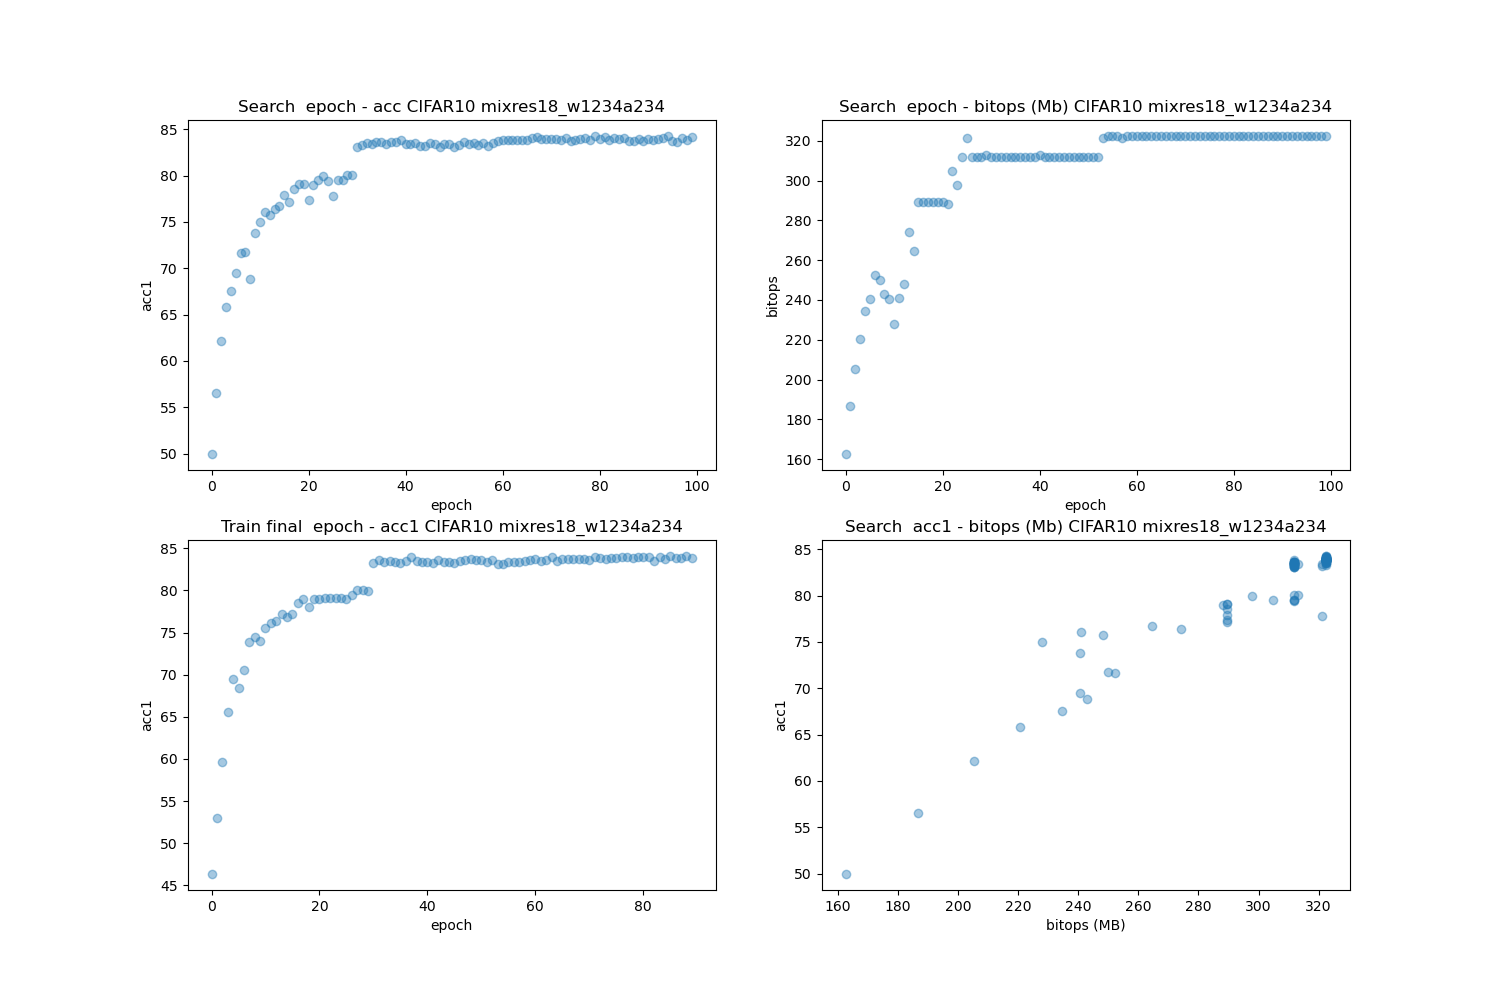 Search  epoch - acc CIFAR10 mixres18_w1234a234
85
80
75
70
65
60
55
50
acc1
0 20 40 60 80 100
epoch
Search  epoch - bitops (Mb) CIFAR10 mixres18_w1234a234
320
300
280
260
240
220
200
180
160
bitops
0 20 40 60 80 100
epoch
Train final  epoch - acc1 CIFAR10 mixres18_w1234a234
85
80
75
70
65
60
55
50
45
acc1
0 20 40 60 80
epoch
Search  acc1 - bitops (Mb) CIFAR10 mixres18_w1234a234
85
80
75
70
65
60
55
50
acc1
160 180 200 220 240 260 280 300 320
bitops (MB)